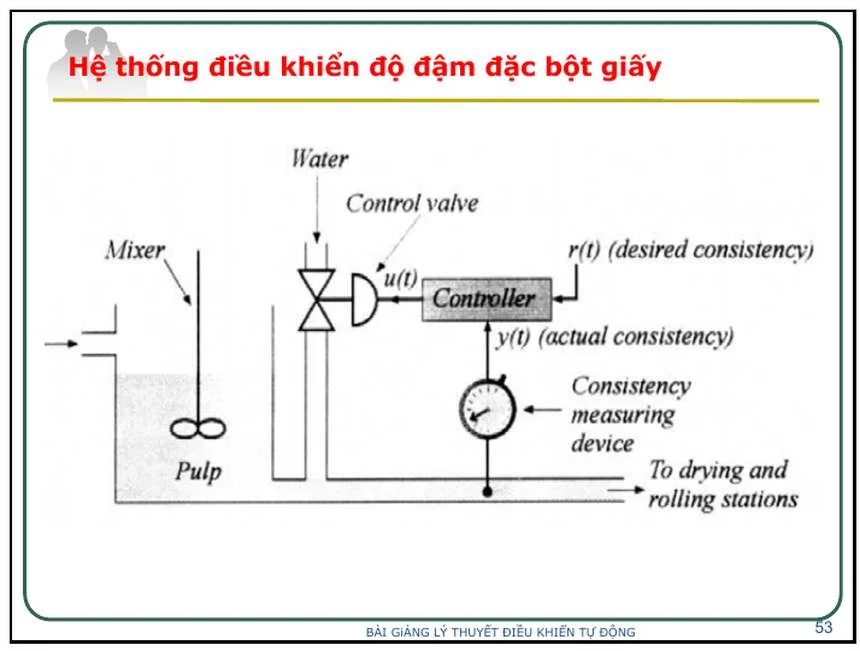 Hệ thống điều khiển độ đậm đặc bột giấy
Water
Control valve
Mixer
r(t) (desired consistency)
u(t)
Controller
y(t) (actual consistency)
Consistency
measuring
device
Pulp
To drying and
rolling stations
BÀI GiẢNG LÝ THUYẾT ĐIỀU KHIỂN TỰ ĐỘNG
53